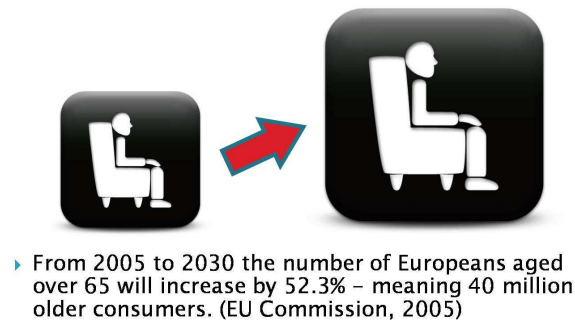 From 2005 to 2030 the number of Europeans aged
over 65 will increase by 52.3% – meaning 40 million
older consumers. (EU Commission, 2005)